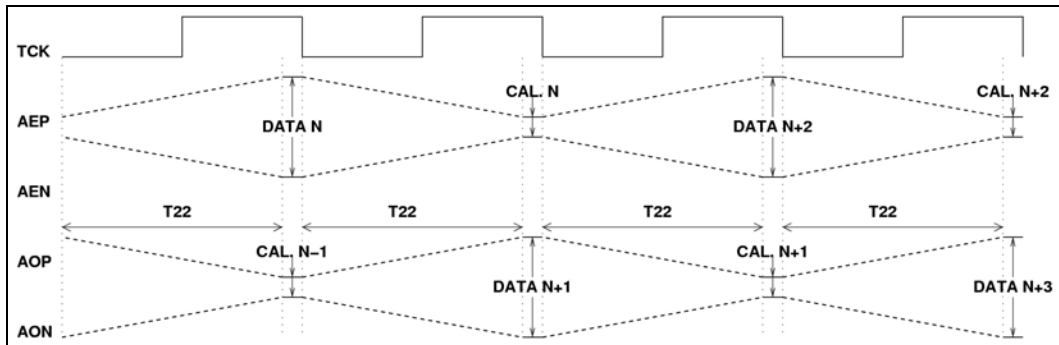 TCK
CAL. N
CAL. N+2
AEP
DATA N
DATA N+2
AEN
T22
T22
T22
T22
CAL. N−1
CAL. N+1
AOP
DATA N+1
DATA N+3
AON